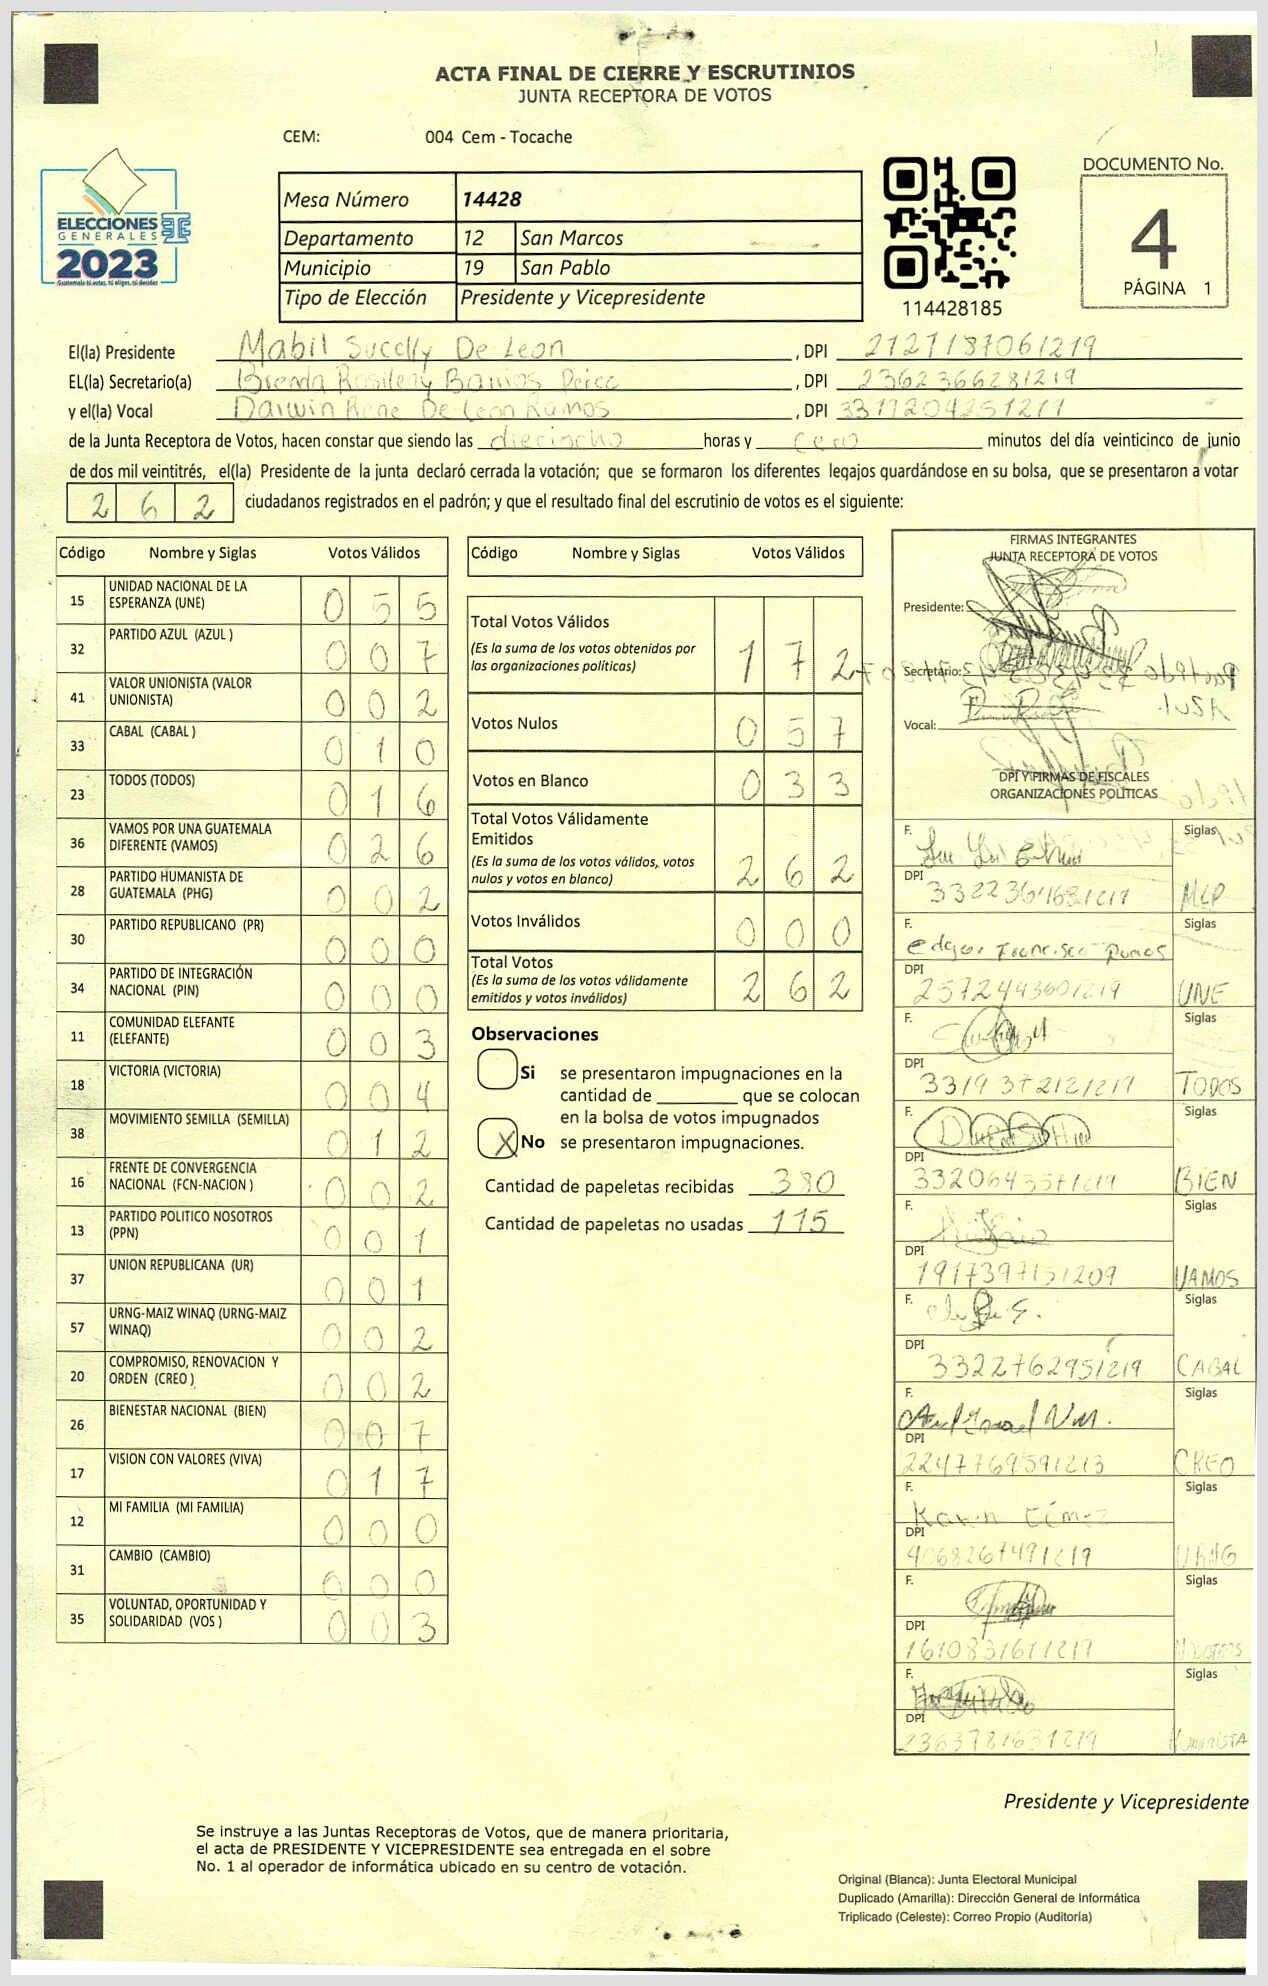 ACTA FINAL DE CIERRE Y ESCRUTINIOS
JUNTA RECEPTORA DE VOTOS
CEM: 004 Cem - Tocache
ELECCIONES
GENERALES
2023
Guatemala tú votas, tú eliges, tú decides
Mesa Número 14428
Departamento 12 San Marcos
Municipio 19 San Pablo
Tipo de Elección Presidente y Vicepresidente
114428185
DOCUMENTO No.
4
PÁGINA 1
El(la) Presidente Mabil Sucelly De Leon , DPI 2127187061219
EL(la) Secretario(a) Brenda Rosileny Barrios Perez , DPI 2362366281219
y el(la) Vocal Darwin Rene De Leon Ramos , DPI
de la Junta Receptora de Votos, hacen constar que siendo las dieciocho horas y cero minutos del día veinticinco de junio
de dos mil veintitrés, el(la) Presidente de la junta declaró cerrada la votación; que se formaron los diferentes legajos quardándose en su bolsa, que se presentaron a votar
2 6 2 ciudadanos registrados en el padrón; y que el resultado final del escrutinio de votos es el siguiente:
Código Nombre y Siglas Votos Válidos
15 UNIDAD NACIONAL DE LA ESPERANZA (UNE) 0 5 5
32 PARTIDO AZUL (AZUL ) 0 0 7
41 VALOR UNIONISTA (VALOR UNIONISTA) 0 0 2
33 CABAL (CABAL ) 0 1 0
23 TODOS (TODOS) 0 1 6
36 VAMOS POR UNA GUATEMALA DIFERENTE (VAMOS) 0 2 6
28 PARTIDO HUMANISTA DE GUATEMALA (PHG) 0 0 2
30 PARTIDO REPUBLICANO (PR) 0 0 0
34 PARTIDO DE INTEGRACIÓN NACIONAL (PIN) 0 0 0
11 COMUNIDAD ELEFANTE (ELEFANTE) 0 0 3
18 VICTORIA (VICTORIA) 0 0 4
38 MOVIMIENTO SEMILLA (SEMILLA) 0 1 2
16 FRENTE DE CONVERGENCIA NACIONAL (FCN-NACION ) 0 0 2
13 PARTIDO POLITICO NOSOTROS (PPN) 0 0 1
37 UNION REPUBLICANA (UR) 0 0 1
57 URNG-MAIZ WINAQ (URNG-MAIZ WINAQ) 0 0 2
20 COMPROMISO, RENOVACION Y ORDEN (CREO ) 0 0 2
26 BIENESTAR NACIONAL (BIEN) 0 0 7
17 VISION CON VALORES (VIVA) 0 1 7
12 MI FAMILIA (MI FAMILIA) 0 0 0
31 CAMBIO (CAMBIO) 0 0 0
35 VOLUNTAD, OPORTUNIDAD Y SOLIDARIDAD (VOS ) 0 0 3
Código Nombre y Siglas Votos Válidos
Total Votos Válidos 1 7 2
(Es la suma de los votos obtenidos por
las organizaciones políticas)
Votos Nulos 0 5 7
Votos en Blanco 0 3 3
Total Votos Válidamente
Emitidos 2 6 2
(Es la suma de los votos válidos, votos
nulos y votos en blanco)
Votos Inválidos 0 0 0
Total Votos 2 6 2
(Es la suma de los votos válidamente
emitidos y votos inválidos)
Observaciones
Si se presentaron impugnaciones en la
cantidad de ________ que se colocan
en la bolsa de votos impugnados
X No se presentaron impugnaciones.
Cantidad de papeletas recibidas 380
Cantidad de papeletas no usadas 115
FIRMAS INTEGRANTES
JUNTA RECEPTORA DE VOTOS
Presidente:
Secretario:
Vocal:
DPI Y FIRMAS DE FISCALES
ORGANIZACIONES POLÍTICAS
F. Siglas
DPI MLP
F. Edgar Francisco Ramos Siglas
DPI 2572443601219 UNE
F. Siglas
DPI 3319372121219 TODOS
F. Siglas
DPI BIEN
F. Siglas
DPI 1917397151209 VAMOS
F. Siglas
DPI 3322762951219 CABAL
F. Siglas
DPI 2247769591213 CREO
F. Karin Gómez Siglas
DPI 4068267491219 URNG
F. Siglas
DPI 1610831611219 NOSOTROS
F. Siglas
DPI 2363781631219 HUMANISTA
Presidente y Vicepresidente
Se instruye a las Juntas Receptoras de Votos, que de manera prioritaria,
el acta de PRESIDENTE Y VICEPRESIDENTE sea entregada en el sobre
No. 1 al operador de informática ubicado en su centro de votación.
Original (Blanca): Junta Electoral Municipal
Duplicado (Amarilla): Dirección General de Informática
Triplicado (Celeste): Correo Propio (Auditoría)